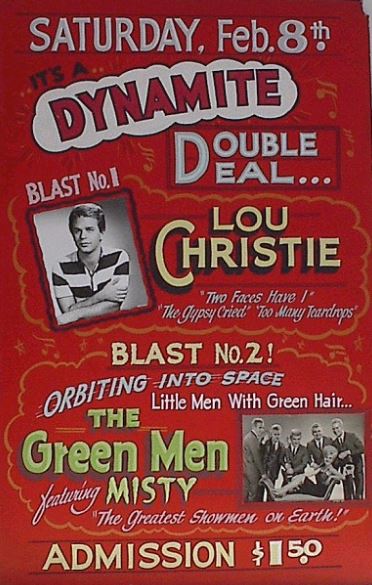 SATURDAY, Feb. 8th
..IT'S A..
DYNAMITE
DOUBLE
DEAL...
BLAST No. 1
LOU
CHRISTIE
"Two Faces Have I"
"The Gypsy Cried" "Too Many Teardrops"
BLAST No. 2!
ORBITING INTO SPACE
Little Men With Green Hair...
THE
Green Men
featuring MISTY
"The Greatest Showmen on Earth!"
ADMISSION $1.50